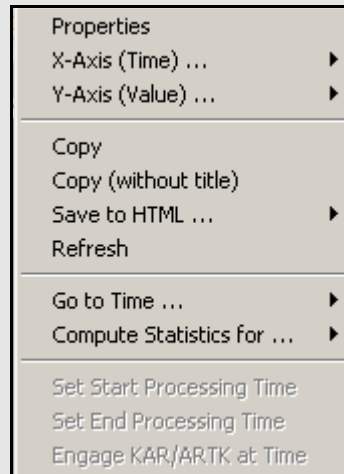 Properties
X-Axis (Time) ...
Y-Axis (Value) ...
Copy
Copy (without title)
Save to HTML ...
Refresh
Go to Time ...
Compute Statistics for ...
Set Start Processing Time
Set End Processing Time
Engage KAR/ARTK at Time